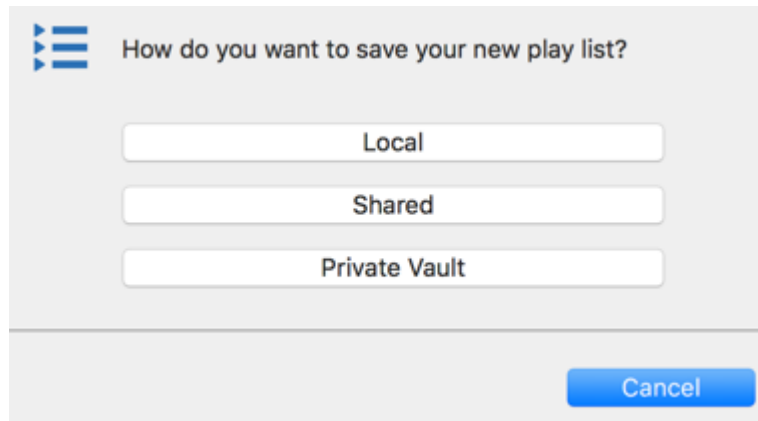 How do you want to save your new play list?
Local
Shared
Private Vault
Cancel